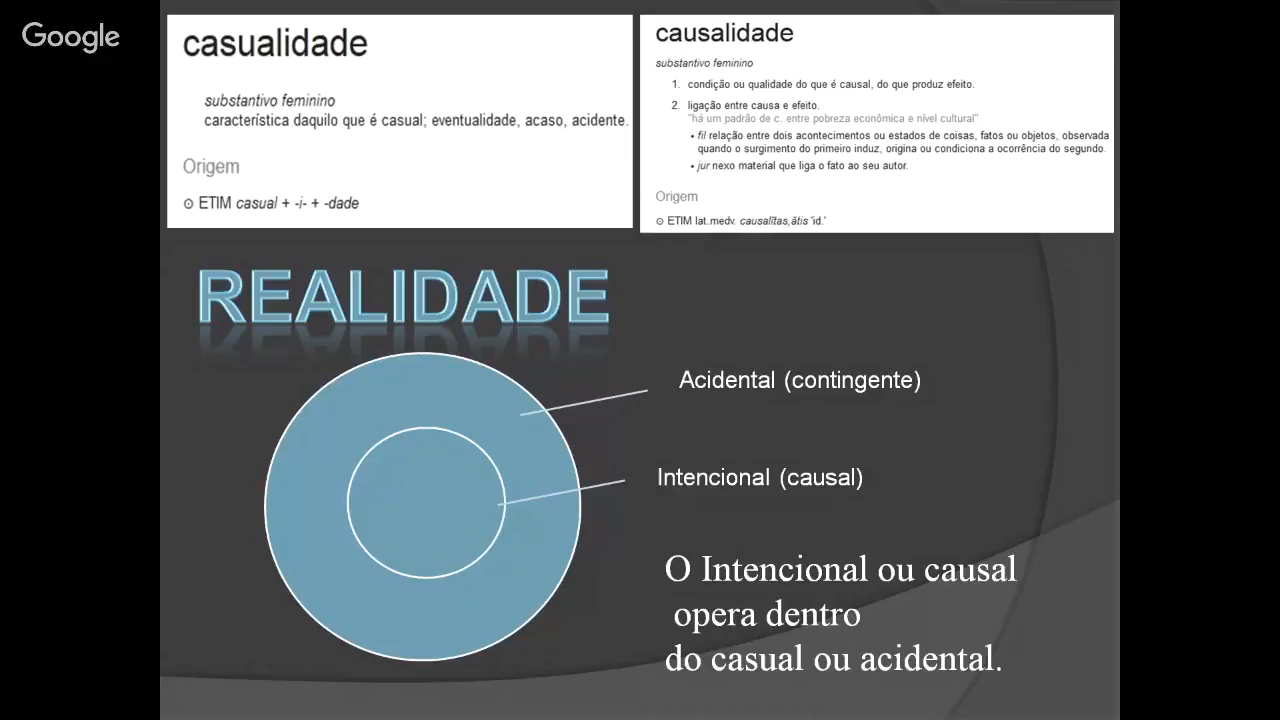 Google
casualidade
substantivo feminino
característica daquilo que é casual; eventualidade, acaso, acidente.
Origem
⊙ ETIM casual + -i- + -dade
causalidade
substantivo feminino
1. condição ou qualidade do que é causal, do que produz efeito.
2. ligação entre causa e efeito.
"há um padrão de c. entre pobreza econômica e nível cultural"
• fil relação entre dois acontecimentos ou estados de coisas, fatos ou objetos, observada
quando o surgimento do primeiro induz, origina ou condiciona a ocorrência do segundo.
• jur nexo material que liga o fato ao seu autor.
Origem
⊙ ETIM lat.medv. causalĭtas,ātis 'id.'
REALIDADE
Acidental (contingente)
Intencional (causal)
O Intencional ou causal
opera dentro
do casual ou acidental.